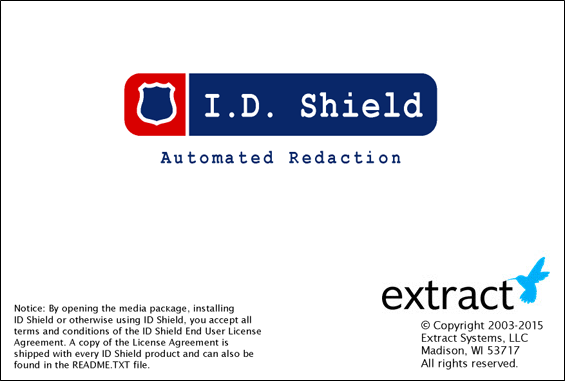 I.D. Shield
Automated Redaction
extract
Notice: By opening the media package, installing
ID Shield or otherwise using ID Shield, you accept all
terms and conditions of the ID Shield End User License
Agreement. A copy of the License Agreement is
shipped with every ID Shield product and can also be
found in the README.TXT file.
© Copyright 2003-2015
Extract Systems, LLC
Madison, WI 53717
All rights reserved.